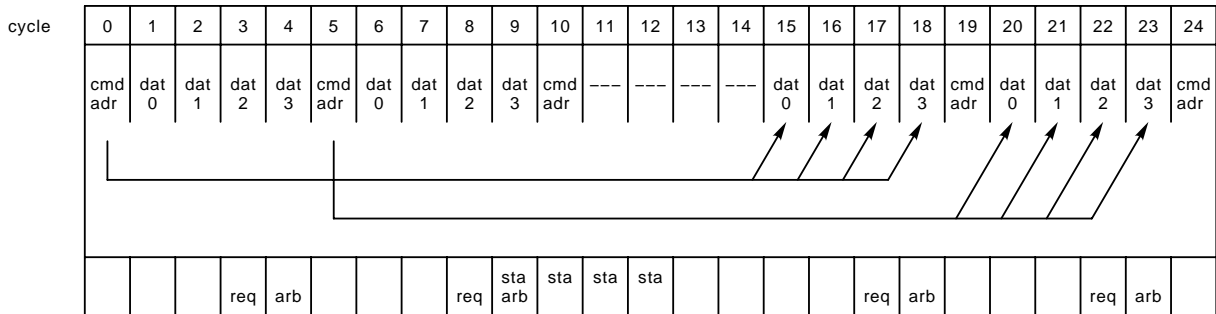 cycle 0 1 2 3 4 5 6 7 8 9 10 11 12 13 14 15 16 17 18 19 20 21 22 23 24
cmd dat dat dat dat cmd dat dat dat dat cmd --- --- --- --- dat dat dat dat cmd dat dat dat dat cmd
adr 0 1 2 3 adr 0 1 2 3 adr 0 1 2 3 adr 0 1 2 3 adr
sta sta sta sta
req arb req arb req arb req arb